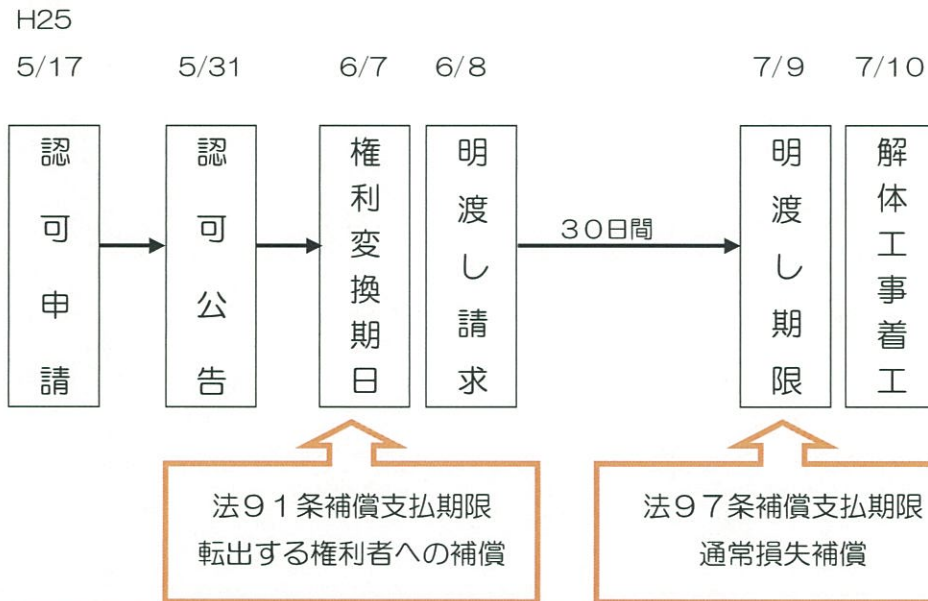 H25
5/17 5/31 6/7 6/8 7/9 7/10
認可申請
認可公告
権利変換期日
明渡し請求
30日間
明渡し期限
解体工事着工
法91条補償支払期限
転出する権利者への補償
法97条補償支払期限
通常損失補償